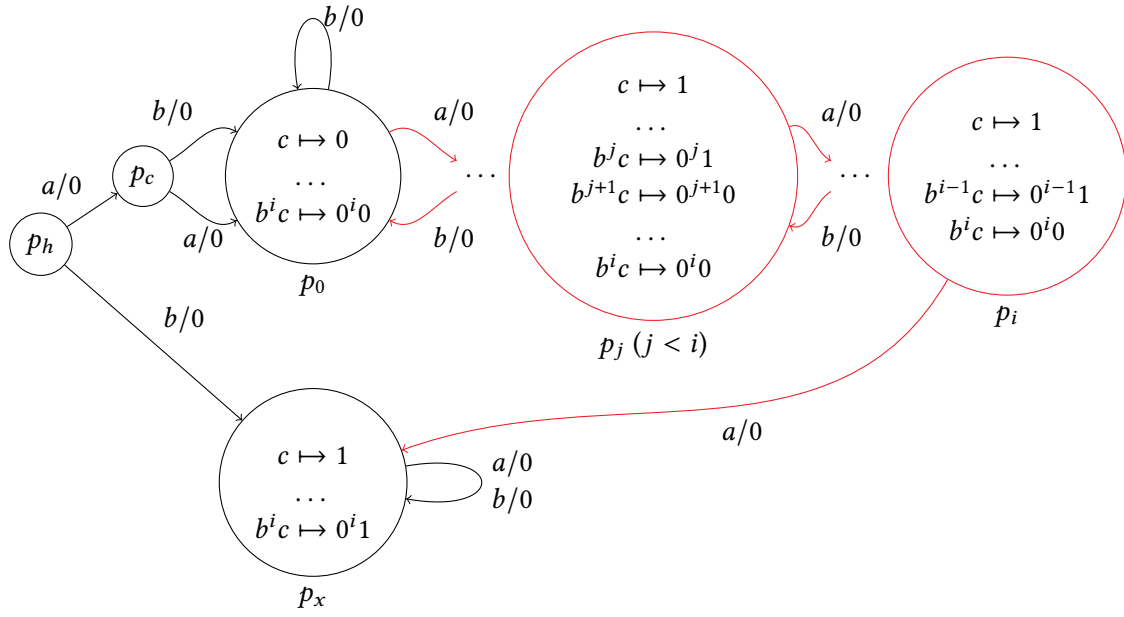 b/0
a/0
b/0
a/0
p_h
p_c
a/0
c ↦ 0
...
b^i c ↦ 0^i 0
p_0
a/0
b/0
...
c ↦ 1
...
b^j c ↦ 0^j 1
b^{j+1} c ↦ 0^{j+1} 0
...
b^i c ↦ 0^i 0
p_j (j < i)
a/0
b/0
...
c ↦ 1
...
b^{i−1} c ↦ 0^{i−1} 1
b^i c ↦ 0^i 0
p_i
b/0
a/0
c ↦ 1
...
b^i c ↦ 0^i 1
p_x
a/0
b/0